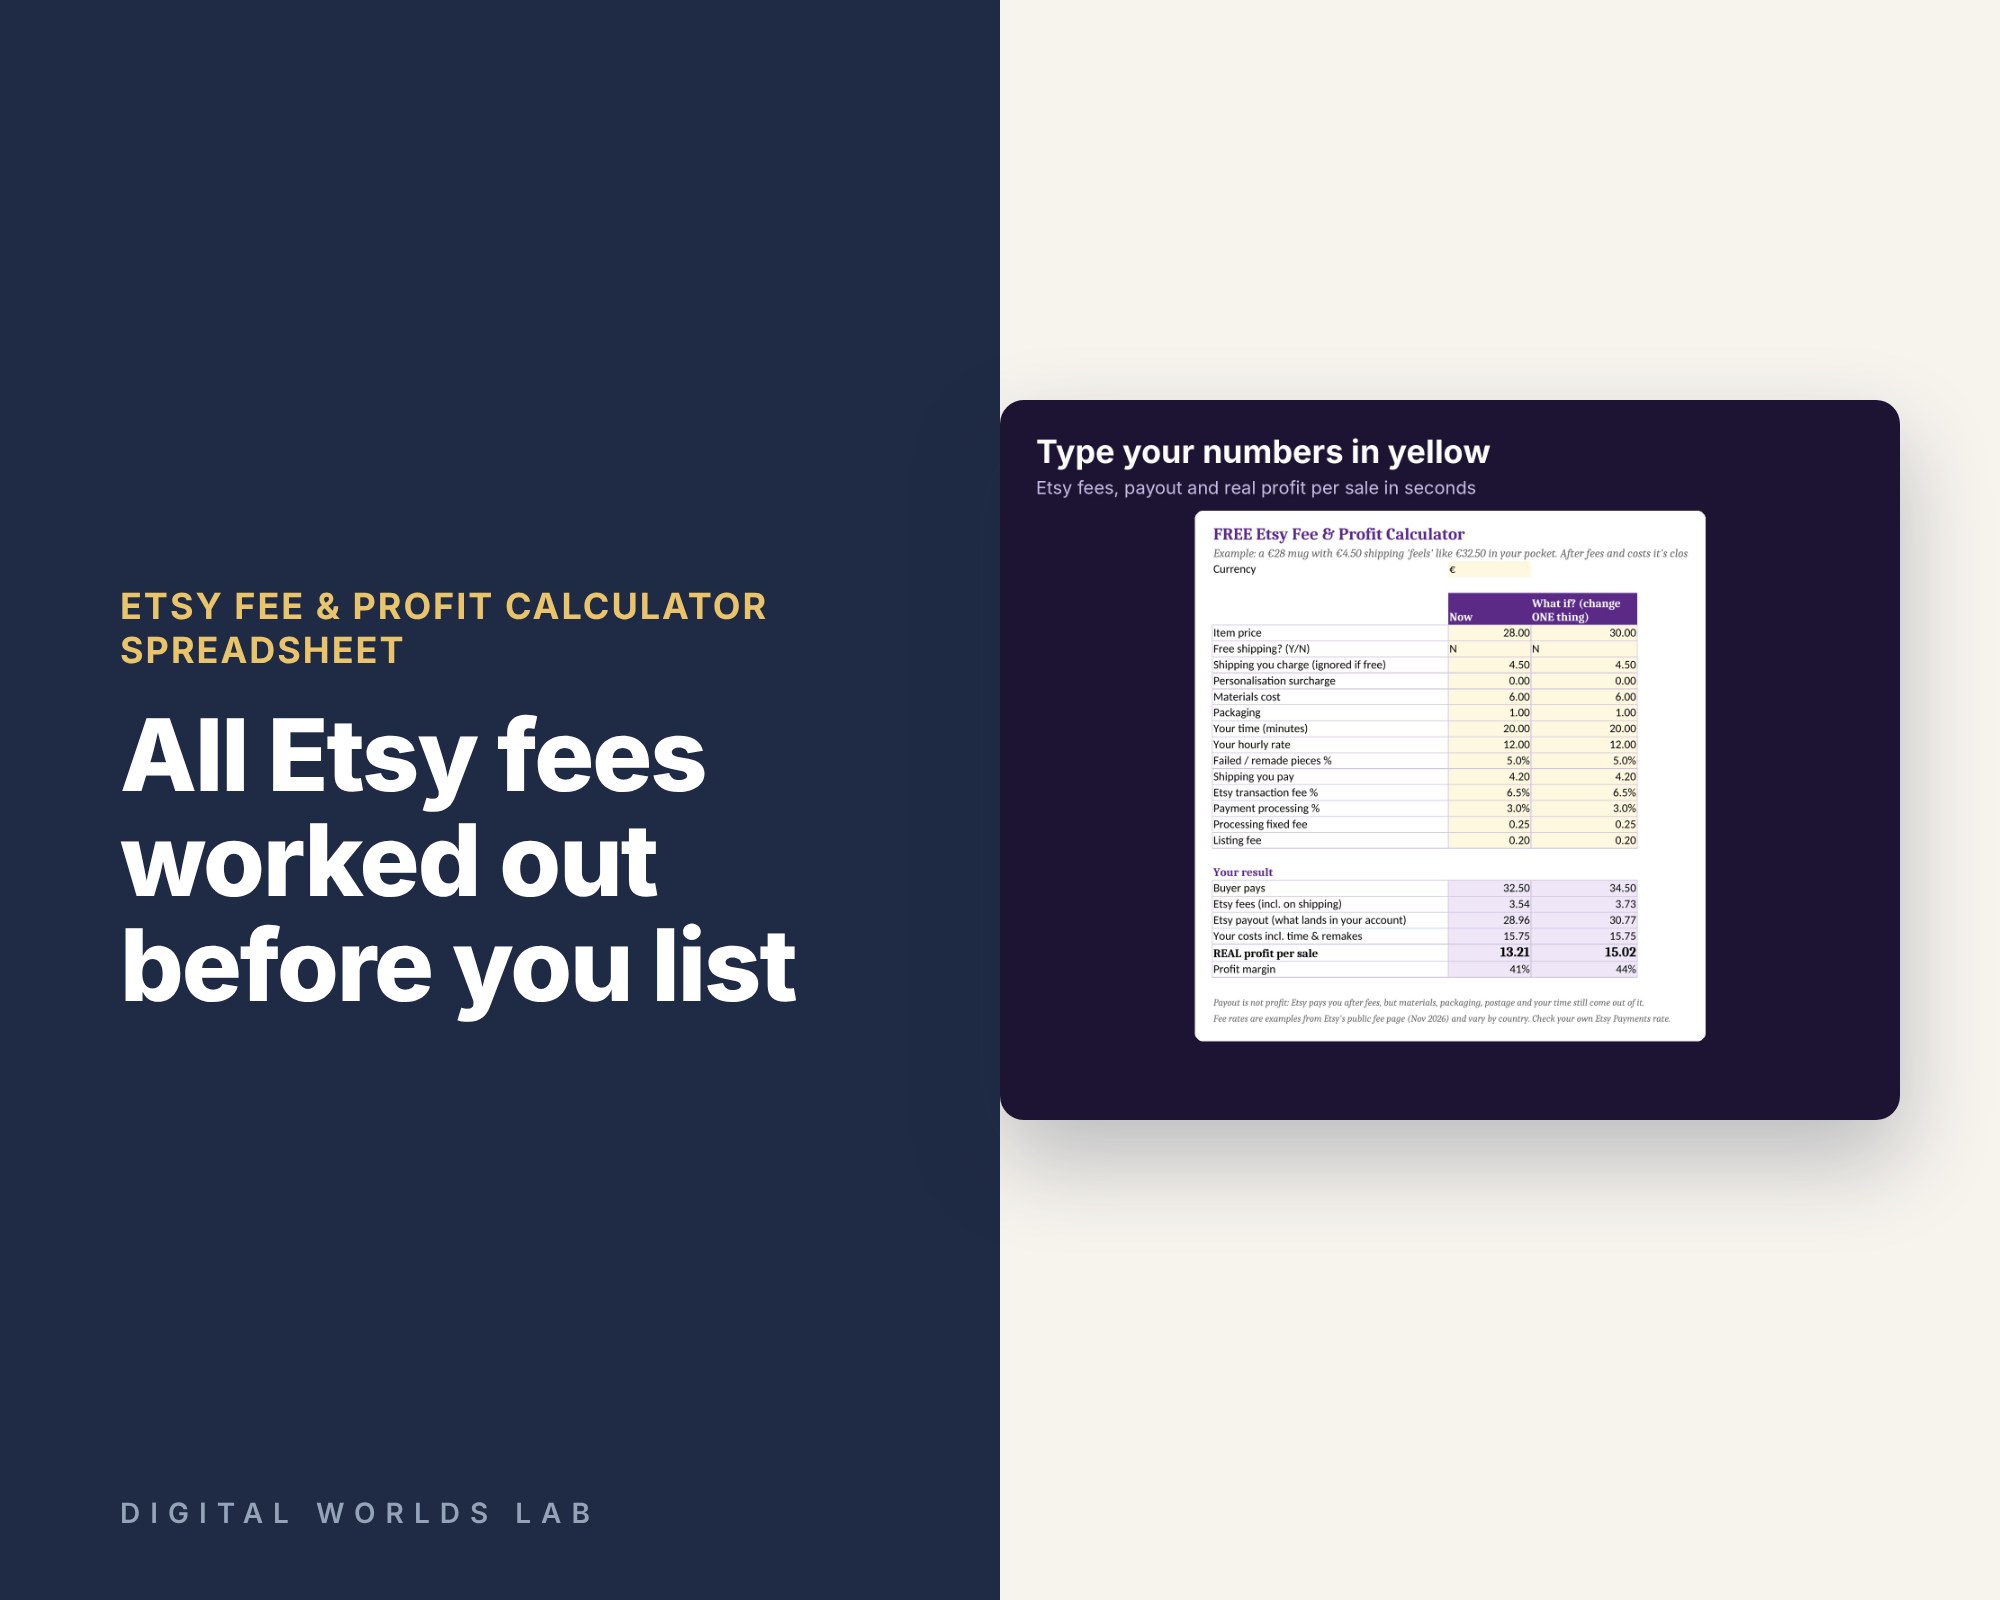 ETSY FEE & PROFIT CALCULATOR
SPREADSHEET
All Etsy fees
worked out
before you list
DIGITAL WORLDS LAB
Type your numbers in yellow
Etsy fees, payout and real profit per sale in seconds
FREE Etsy Fee & Profit Calculator
Example: a €28 mug with €4.50 shipping 'feels' like €32.50 in your pocket. After fees and costs it's clos
Currency €
Now What if? (change ONE thing)
Item price 28.00 30.00
Free shipping? (Y/N) N N
Shipping you charge (ignored if free) 4.50 4.50
Personalisation surcharge 0.00 0.00
Materials cost 6.00 6.00
Packaging 1.00 1.00
Your time (minutes) 20.00 20.00
Your hourly rate 12.00 12.00
Failed / remade pieces % 5.0% 5.0%
Shipping you pay 4.20 4.20
Etsy transaction fee % 6.5% 6.5%
Payment processing % 3.0% 3.0%
Processing fixed fee 0.25 0.25
Listing fee 0.20 0.20
Your result
Buyer pays 32.50 34.50
Etsy fees (incl. on shipping) 3.54 3.73
Etsy payout (what lands in your account) 28.96 30.77
Your costs incl. time & remakes 15.75 15.75
REAL profit per sale 13.21 15.02
Profit margin 41% 44%
Payout is not profit: Etsy pays you after fees, but materials, packaging, postage and your time still come out of it.
Fee rates are examples from Etsy's public fee page (Nov 2026) and vary by country. Check your own Etsy Payments rate.